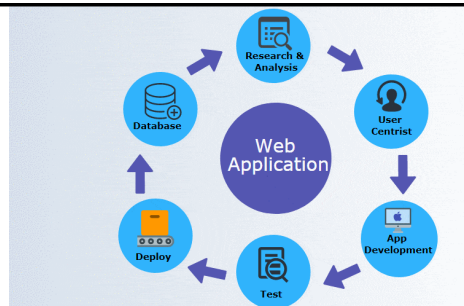 Research &
Analysis
User
Centrist
App
Development
Test
Deploy
Database
Web
Application